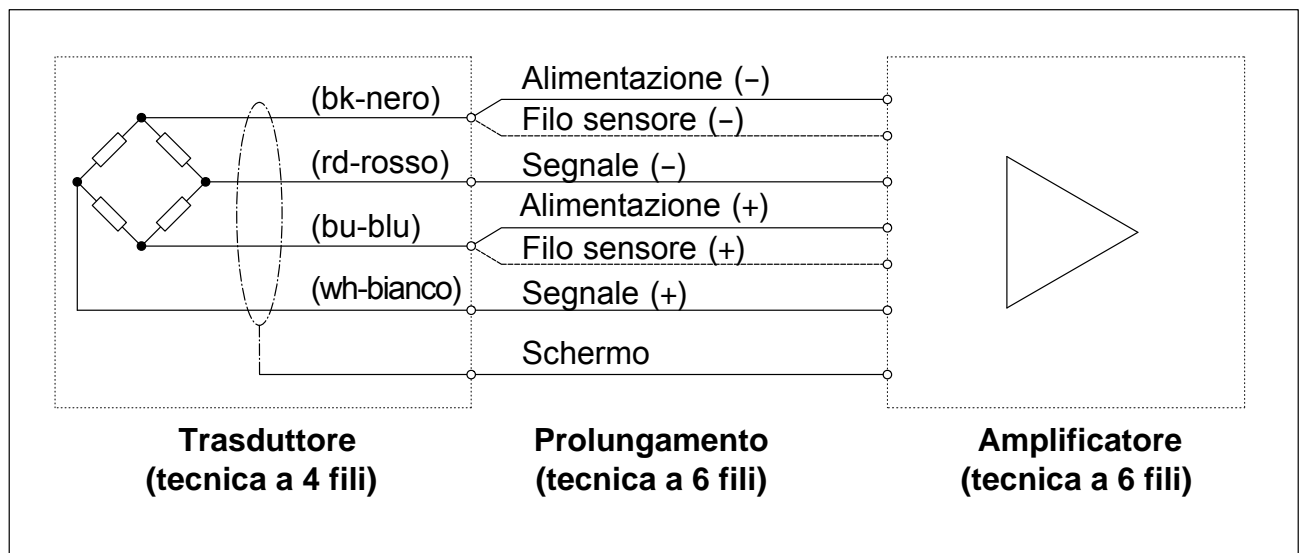 (bk-nero)
(rd-rosso)
(bu-blu)
(wh-bianco)
Alimentazione (–)
Filo sensore (–)
Segnale (–)
Alimentazione (+)
Filo sensore (+)
Segnale (+)
Schermo
Trasduttore
(tecnica a 4 fili)
Prolungamento
(tecnica a 6 fili)
Amplificatore
(tecnica a 6 fili)